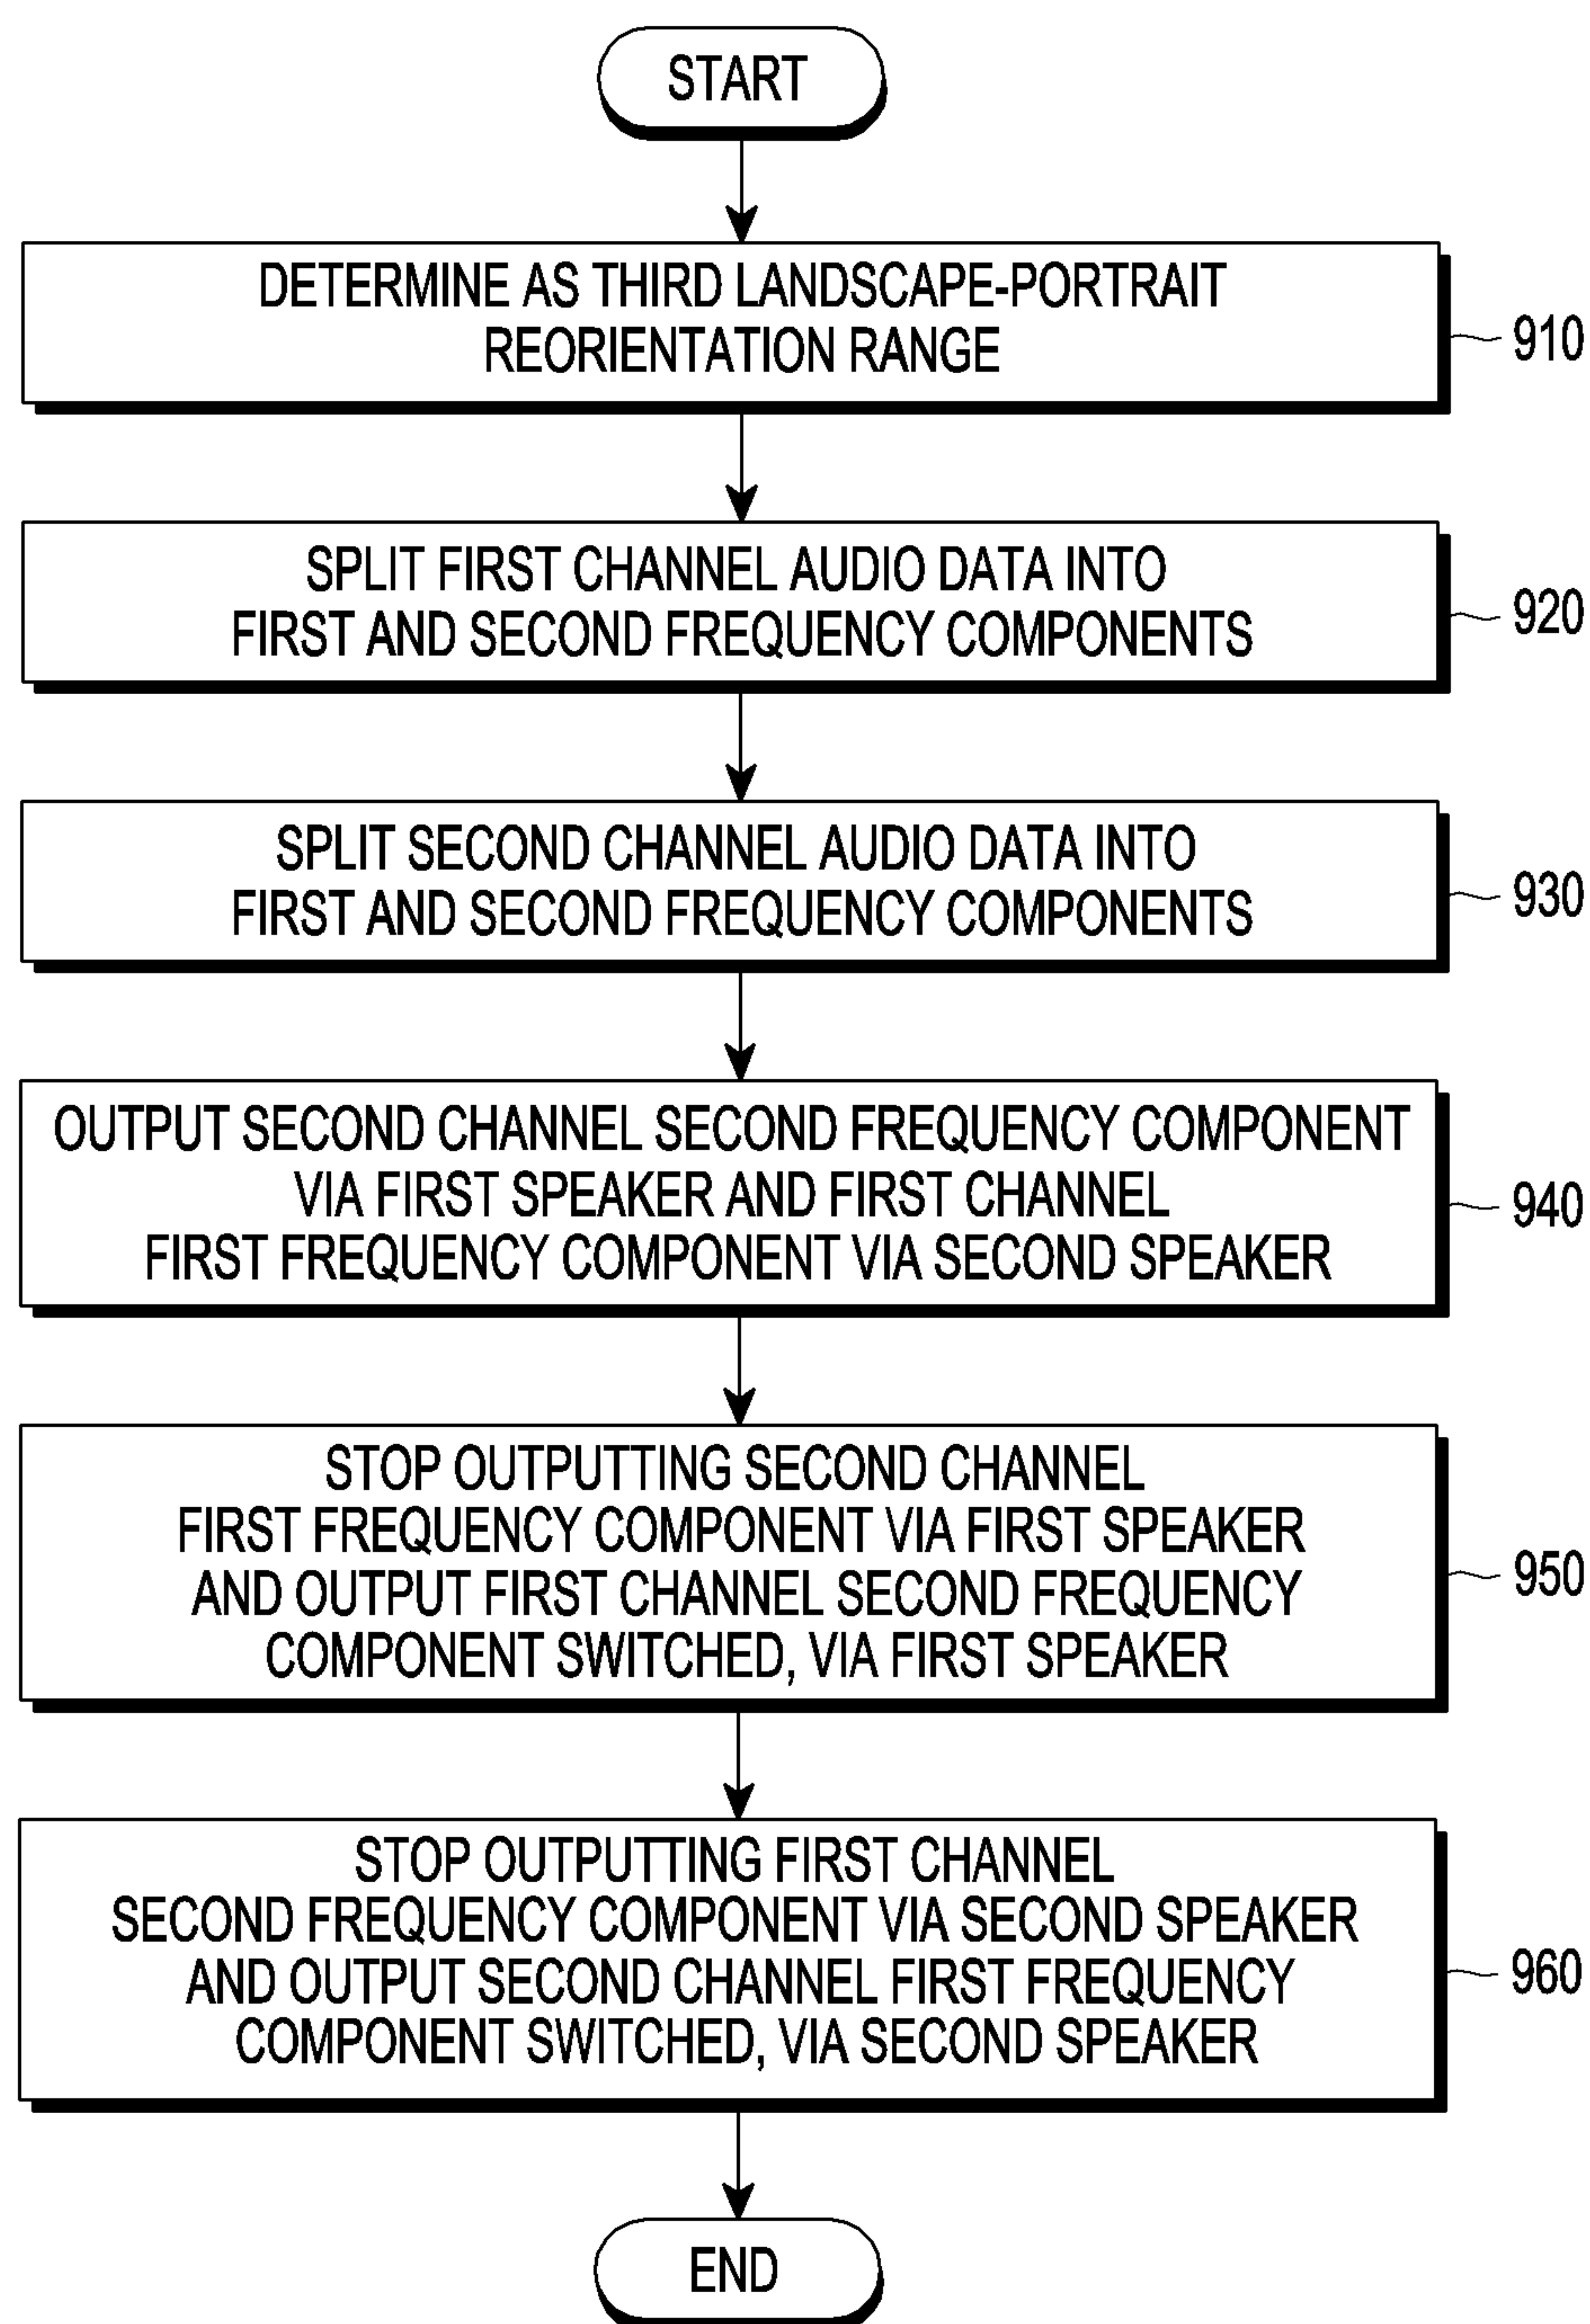 START
DETERMINE AS THIRD LANDSCAPE-PORTRAIT
REORIENTATION RANGE
910
SPLIT FIRST CHANNEL AUDIO DATA INTO
FIRST AND SECOND FREQUENCY COMPONENTS
920
SPLIT SECOND CHANNEL AUDIO DATA INTO
FIRST AND SECOND FREQUENCY COMPONENTS
930
OUTPUT SECOND CHANNEL SECOND FREQUENCY COMPONENT
VIA FIRST SPEAKER AND FIRST CHANNEL
FIRST FREQUENCY COMPONENT VIA SECOND SPEAKER
940
STOP OUTPUTTING SECOND CHANNEL
FIRST FREQUENCY COMPONENT VIA FIRST SPEAKER
AND OUTPUT FIRST CHANNEL SECOND FREQUENCY
COMPONENT SWITCHED, VIA FIRST SPEAKER
950
STOP OUTPUTTING FIRST CHANNEL
SECOND FREQUENCY COMPONENT VIA SECOND SPEAKER
AND OUTPUT SECOND CHANNEL FIRST FREQUENCY
COMPONENT SWITCHED, VIA SECOND SPEAKER
960
END